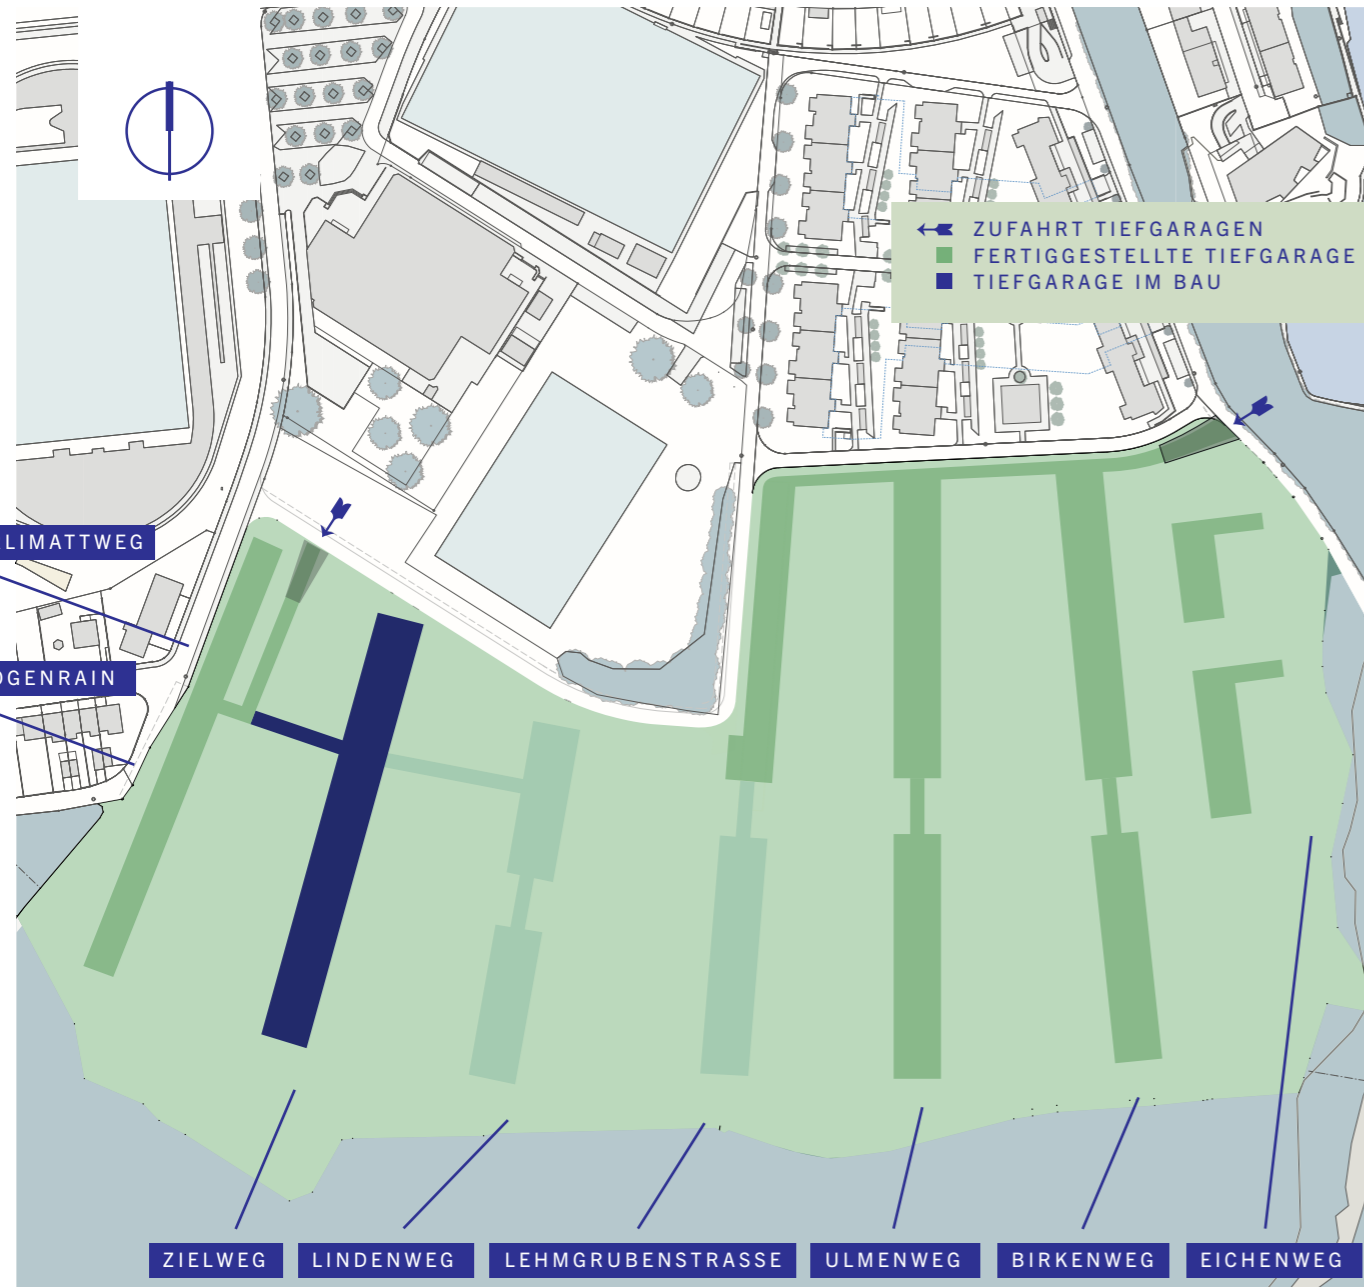 ZUFAHRT TIEFGARAGEN
FERTIGGESTELLTE TIEFGARAGE
TIEFGARAGE IM BAU
LIMATTWEG
OGENRAIN
ZIELWEG
LINDENWEG
LEHMGRUBENSTRASSE
ULMENWEG
BIRKENWEG
EICHENWEG